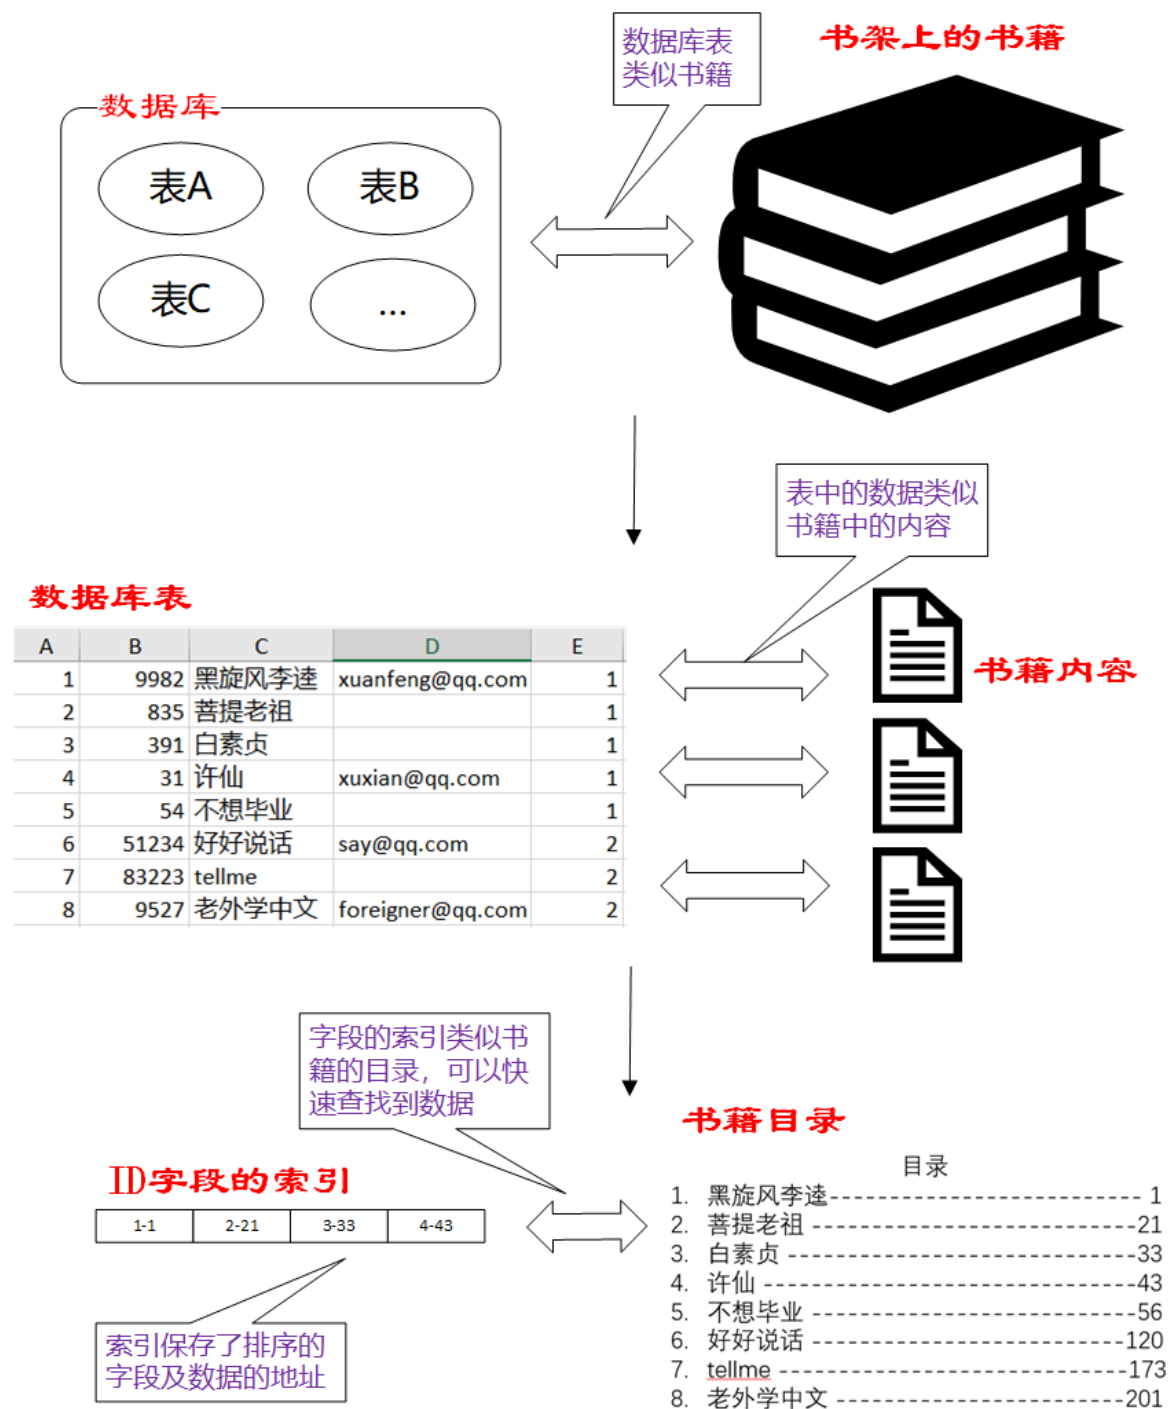 数据库表
类似书籍
书架上的书籍
数据库
表A
表B
表C
...
表中的数据类似
书籍中的内容
数据库表
A B C D E
1 9982 黑旋风李逵 xuanfeng@qq.com 1
2 835 菩提老祖 1
3 391 白素贞 1
4 31 许仙 xuxian@qq.com 1
5 54 不想毕业 1
6 51234 好好说话 say@qq.com 2
7 83223 tellme 2
8 9527 老外学中文 foreigner@qq.com 2
书籍内容
字段的索引类似书
籍的目录，可以快
速查找到数据
书籍目录
ID字段的索引
1-1 2-21 3-33 4-43
索引保存了排序的
字段及数据的地址
目录
1. 黑旋风李逵-------------------------- 1
2. 菩提老祖 ---------------------------21
3. 白素贞 -----------------------------33
4. 许仙 -------------------------------43
5. 不想毕业 ---------------------------56
6. 好好说话 --------------------------120
7. tellme -----------------------------173
8. 老外学中文 ------------------------201